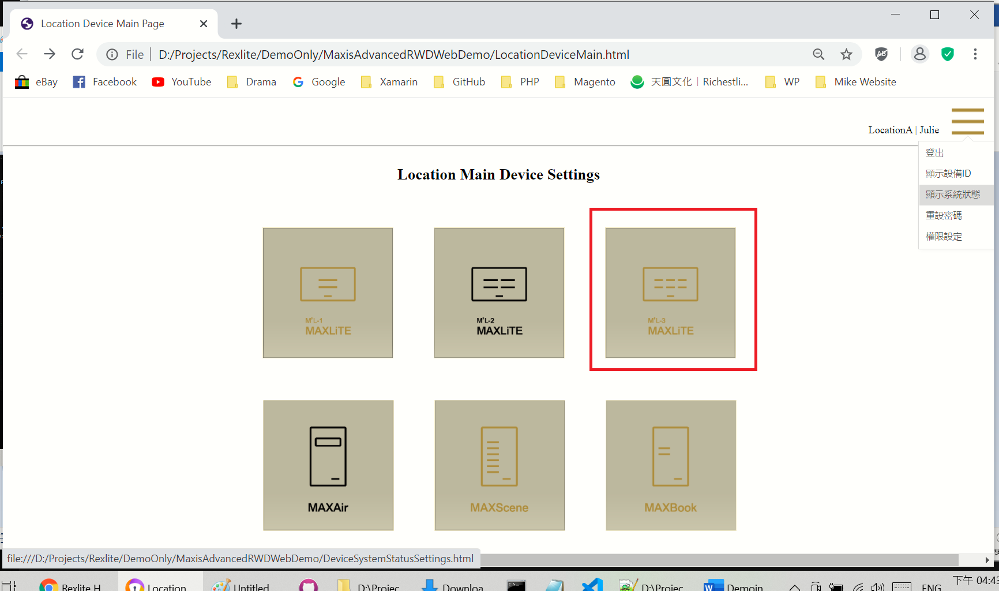 Location Device Main Page
File
D:/Projects/Rexlite/DemoOnly/MaxisAdvancedRWDWebDemo/LocationDeviceMain.html
eBay Facebook YouTube Drama Google Xamarin GitHub PHP Magento 天圓文化 | Richestli... WP Mike Website
LocationA | Julie
登出
顯示設備ID
顯示系統狀態
重設密碼
權限設定
Location Main Device Settings
M'L-1
MAXLiTE
M'L-2
MAXLiTE
M'L-3
MAXLiTE
MAXAir
MAXScene
MAXBook
file:///D:/Projects/Rexlite/DemoOnly/MaxisAdvancedRWDWebDemo/DeviceSystemStatusSettings.html
Rexlite H Location Untitled D:\Projec Downloa D:\Projec Demoin ENG 下午 04:43